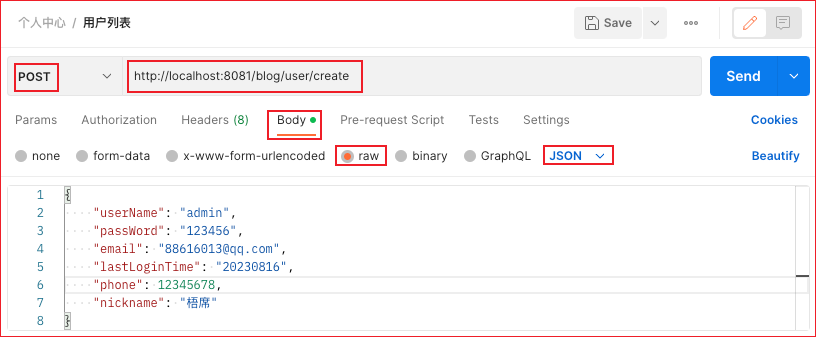 个人中心 / 用户列表
Save
POST
http://localhost:8081/blog/user/create
Send
Params Authorization Headers (8) Body Pre-request Script Tests Settings Cookies
none form-data x-www-form-urlencoded raw binary GraphQL JSON Beautify
1 {
2 "userName": "admin",
3 "passWord": "123456",
4 "email": "88616013@qq.com",
5 "lastLoginTime": "20230816",
6 "phone": 12345678,
7 "nickname": "梧席"
8 }